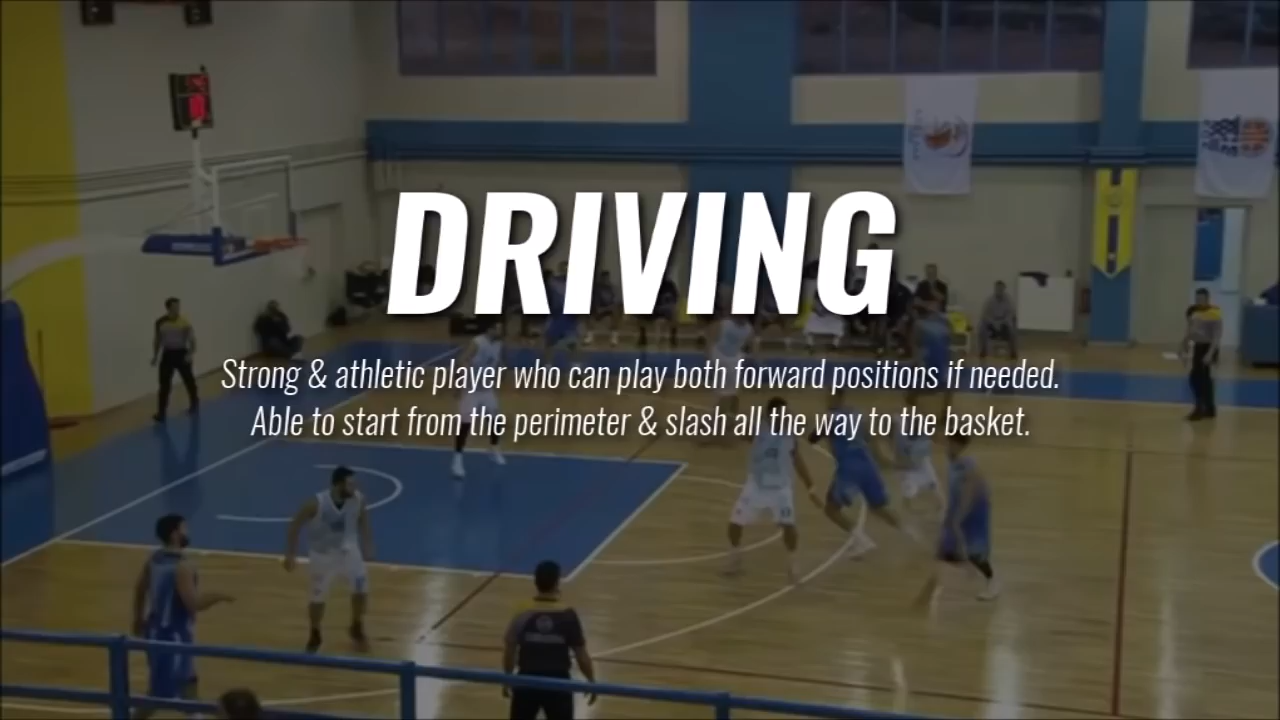 DRIVING
Strong & athletic player who can play both forward positions if needed.
Able to start from the perimeter & slash all the way to the basket.